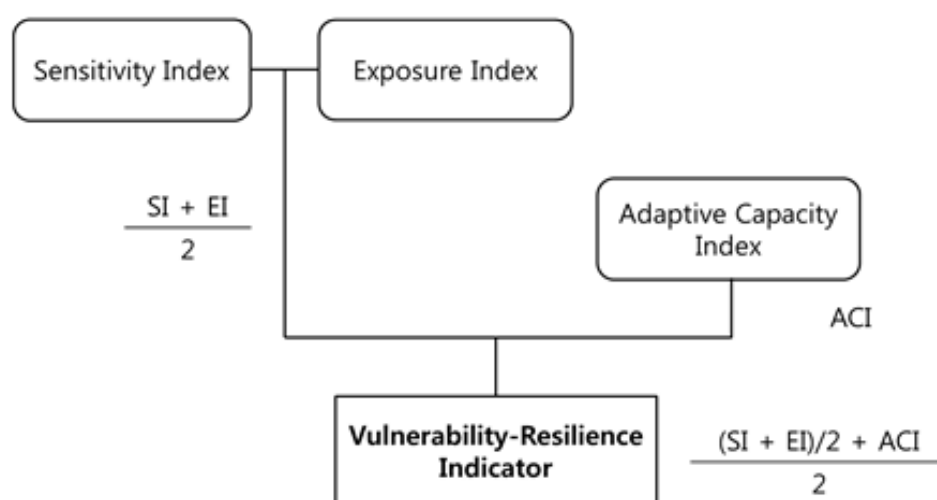 Sensitivity Index
Exposure Index
SI + EI
2
Adaptive Capacity
Index
ACI
Vulnerability-Resilience
Indicator
(SI + EI)/2 + ACI
2